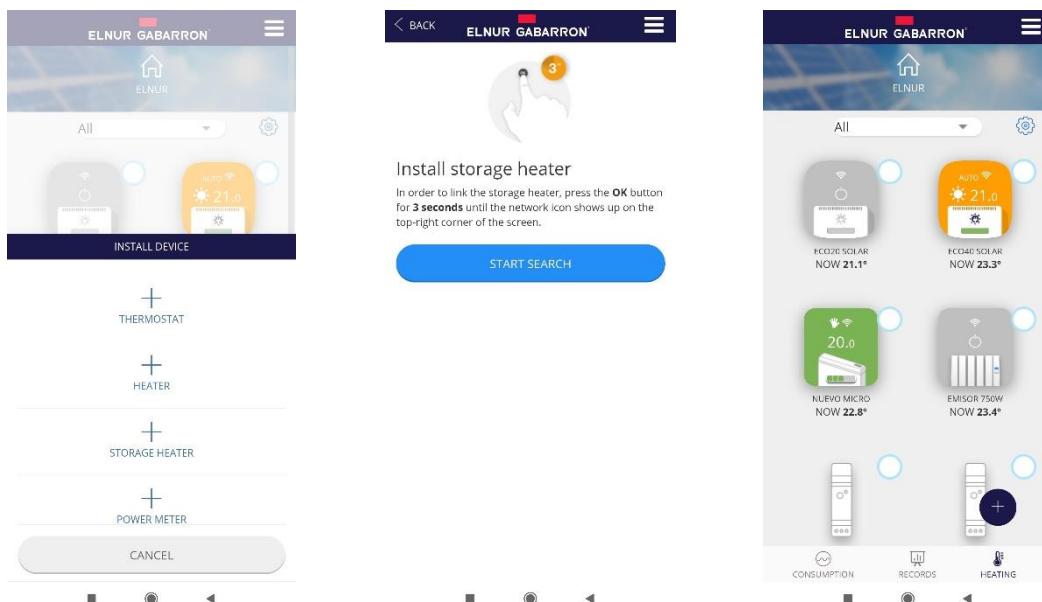 ELNUR GABARRON
ELNUR
All
AUTO
21.0
INSTALL DEVICE
THERMOSTAT
HEATER
STORAGE HEATER
POWER METER
CANCEL
BACK
ELNUR GABARRON
3"
Install storage heater
In order to link the storage heater, press the OK button
for 3 seconds until the network icon shows up on the
top-right corner of the screen.
START SEARCH
ELNUR GABARRON
ELNUR
All
AUTO
21.0
ECO20 SOLAR
NOW 21.1°
ECO40 SOLAR
NOW 23.3°
20.0
NUEVO MICRO
NOW 22.8°
EMISOR 750W
NOW 23.4°
CONSUMPTION
RECORDS
HEATING